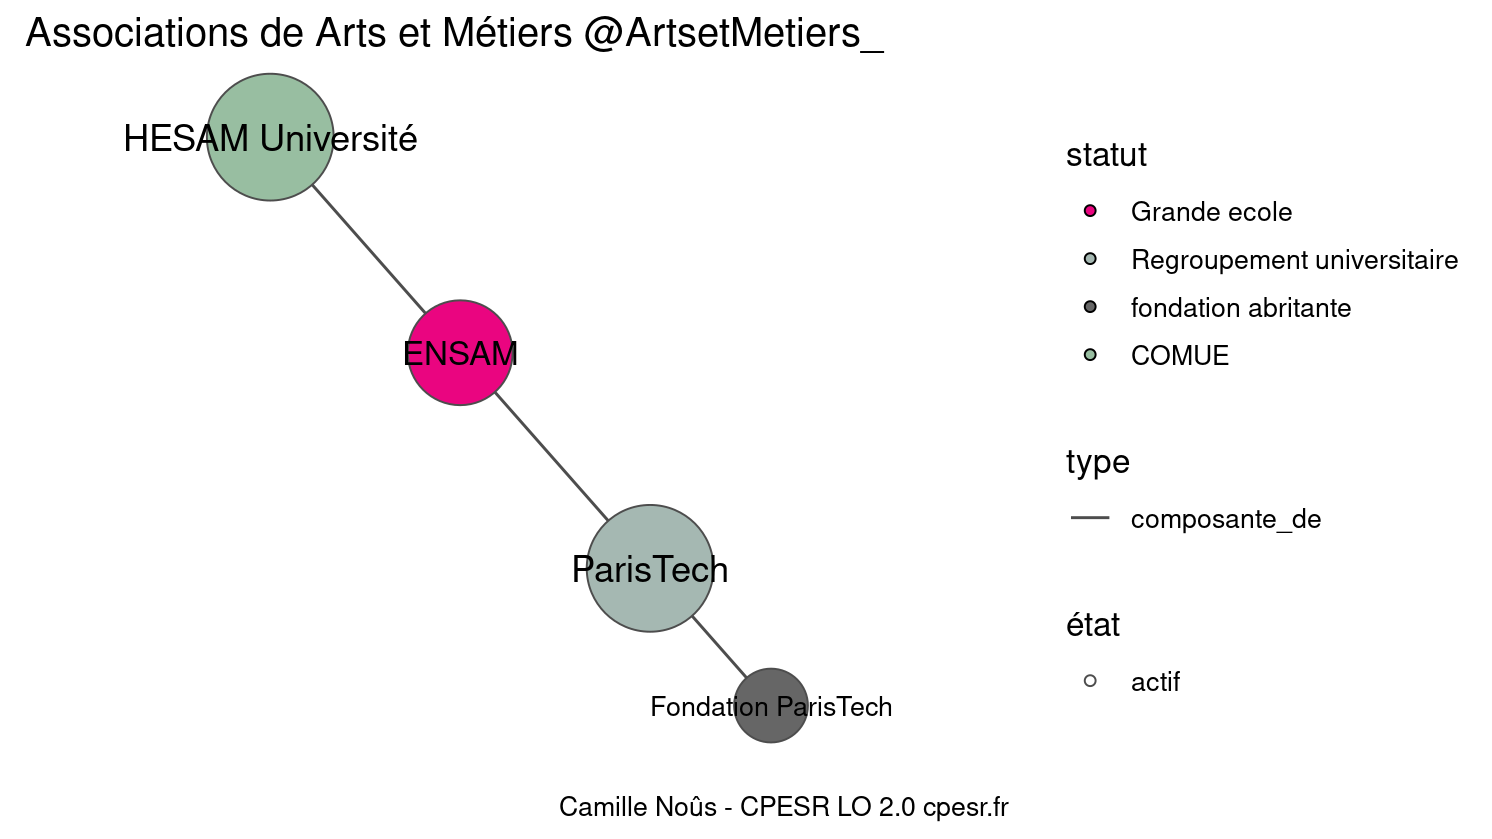 Associations de Arts et Métiers @ArtsetMetiers_
HESAM Université
ENSAM
ParisTech
Fondation ParisTech
statut
Grande ecole
Regroupement universitaire
fondation abritante
COMUE
type
composante_de
état
actif
Camille Noûs - CPESR LO 2.0 cpesr.fr